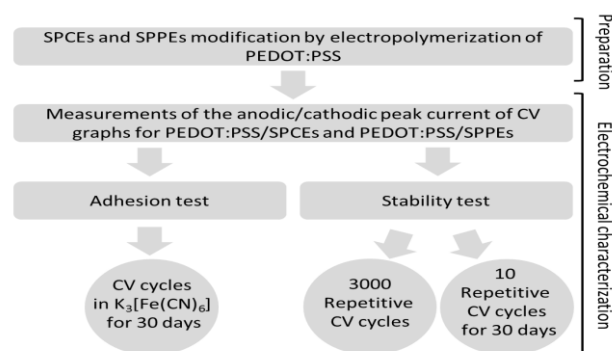 SPCEs and SPPEs modification by electropolymerization of
PEDOT:PSS
Preparation
Measurements of the anodic/cathodic peak current of CV
graphs for PEDOT:PSS/SPCEs and PEDOT:PSS/SPPEs
Electrochemical characterization
Adhesion test
Stability test
CV cycles
in K₃[Fe(CN)₆]
for 30 days
3000
Repetitive
CV cycles
10
Repetitive
CV cycles
for 30 days